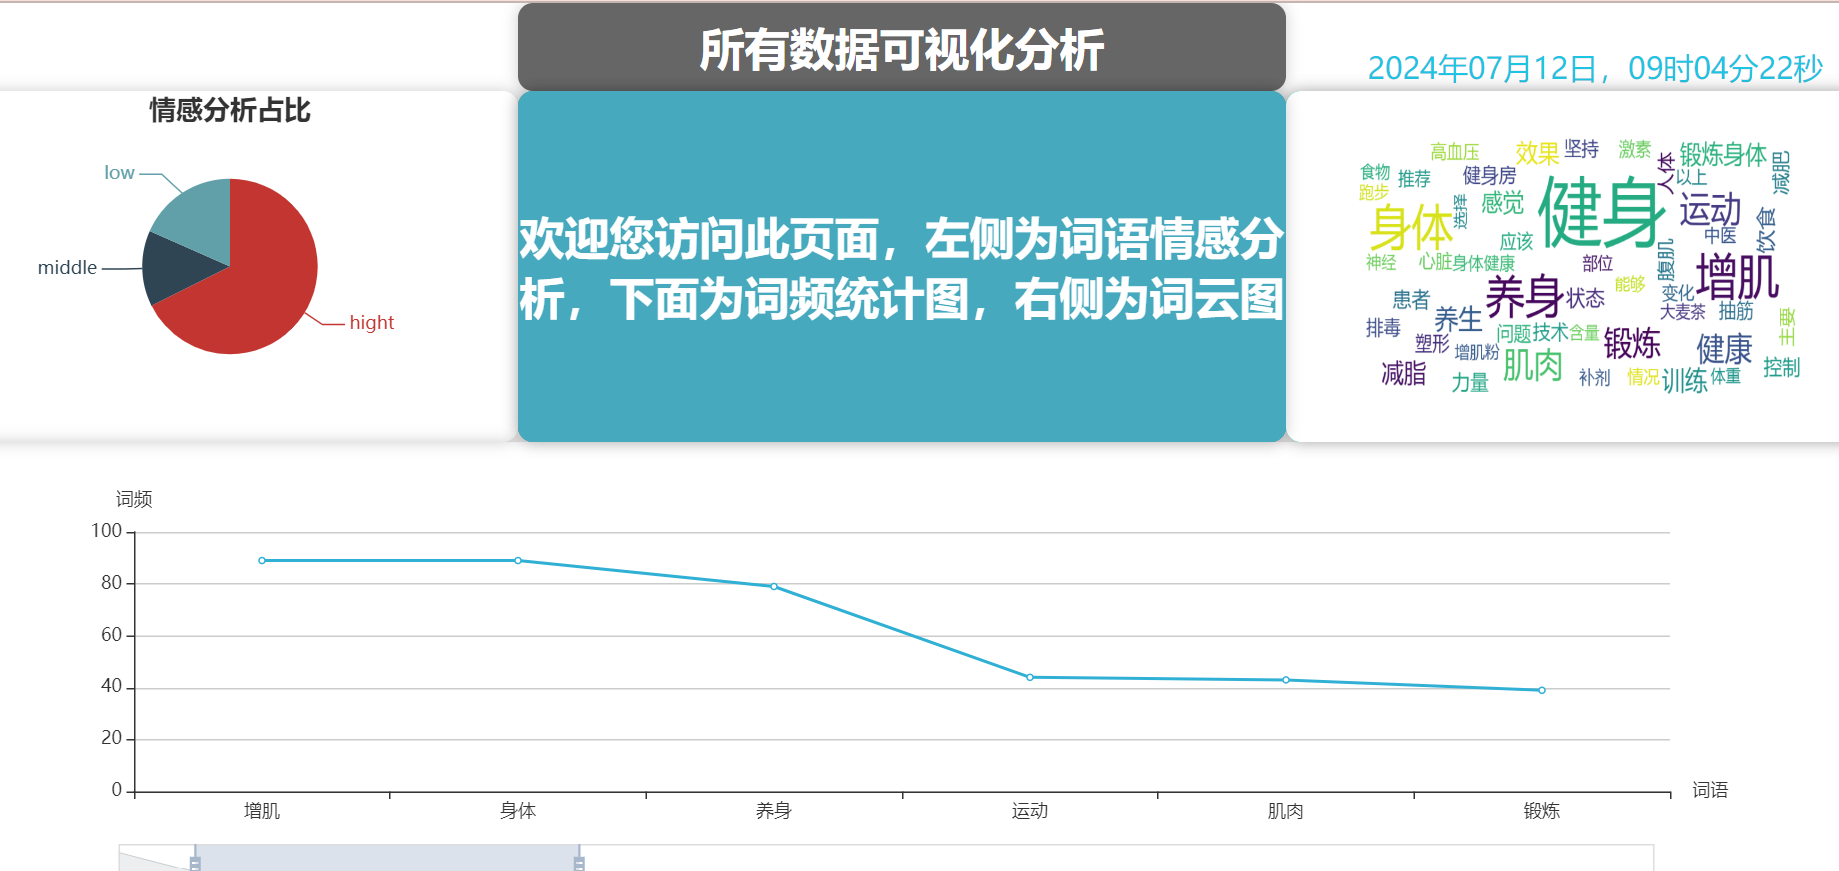 所有数据可视化分析
2024年07月12日，09时04分22秒
情感分析占比
low
middle
hight
欢迎您访问此页面，左侧为词语情感分
析，下面为词频统计图，右侧为词云图
高血压
效果
坚持
激素
锻炼身体
人体
减肥
食物
推荐
健身房
以上
跑步
选择
感觉
健身
运动
身体
应该
中医
饮食
神经
心脏
身体健康
部位
腹肌
增肌
养身
状态
能够
变化
患者
大麦茶
抽筋
排毒
养生
问题
技术
含量
锻炼
主要
塑形
增肌粉
肌肉
健康
减脂
力量
补剂
情况
训练
体重
控制
词频
100
80
60
40
20
0
增肌
身体
养身
运动
肌肉
锻炼
词语